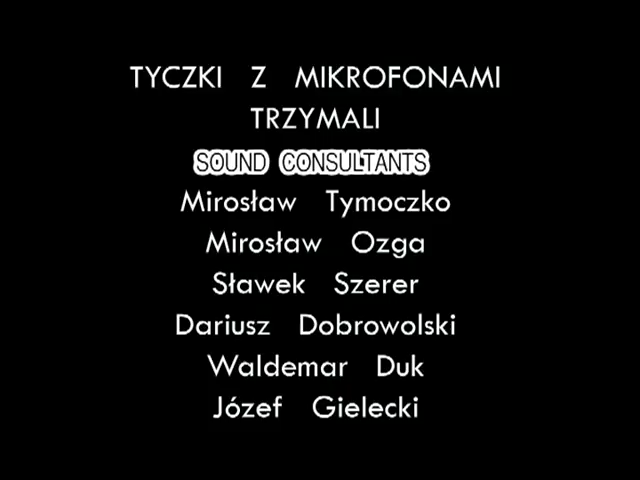 TYCZKI Z MIKROFONAMI
TRZYMALI
SOUND CONSULTANTS
Mirosław Tymoczko
Mirosław Ozga
Sławek Szerer
Dariusz Dobrowolski
Waldemar Duk
Józef Gielecki